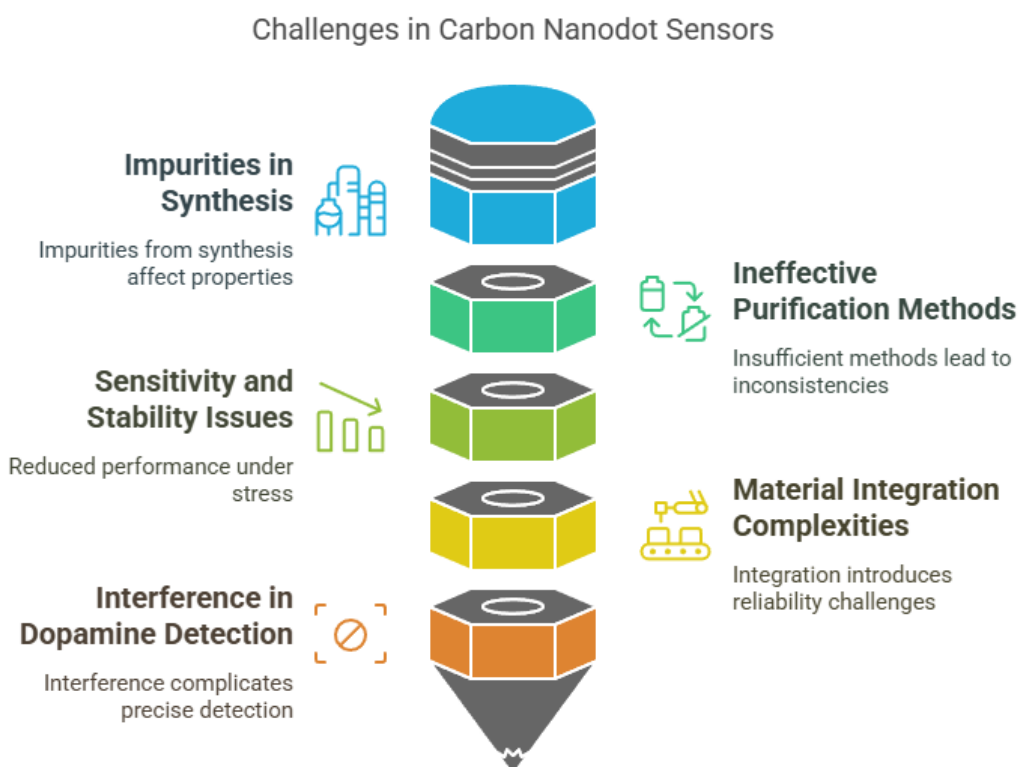 Challenges in Carbon Nanodot Sensors
Impurities in
Synthesis
Impurities from synthesis
affect properties
Ineffective
Purification Methods
Insufficient methods lead to
inconsistencies
Sensitivity and
Stability Issues
Reduced performance under
stress
Material Integration
Complexities
Integration introduces
reliability challenges
Interference in
Dopamine Detection
Interference complicates
precise detection